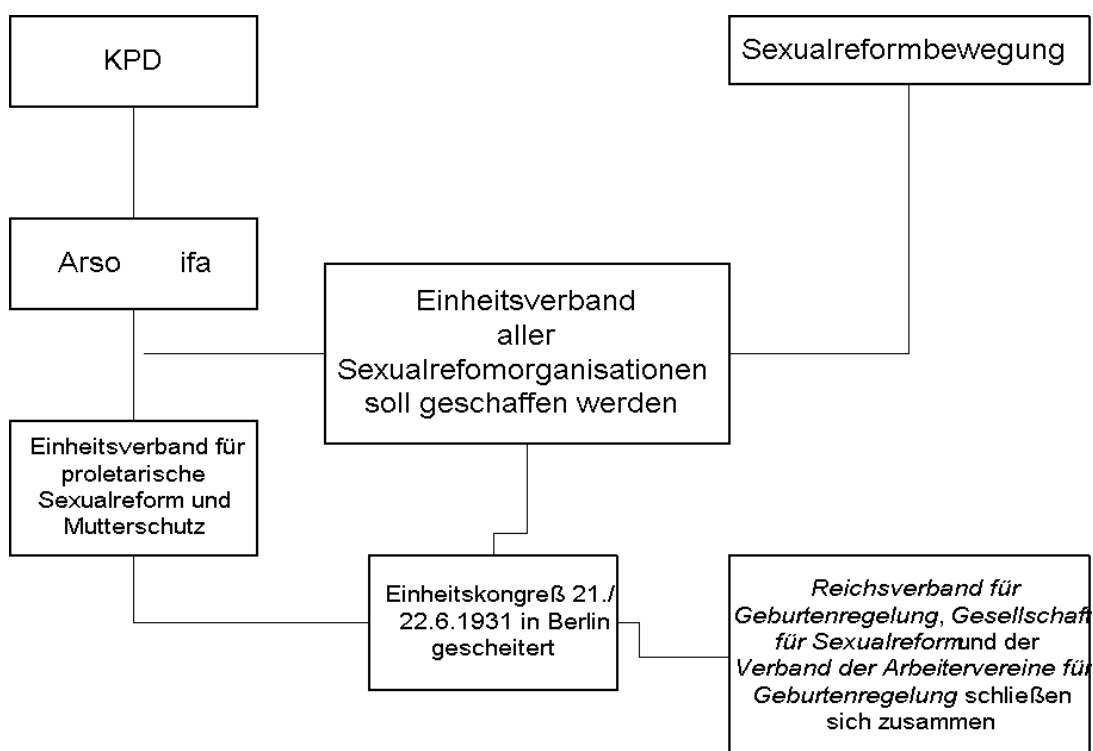 KPD
Sexualreformbewegung
Arso ifa
Einheitsverband
aller
Sexualrefomorganisationen
soll geschaffen werden
Einheitsverband für
proletarische
Sexualreform und
Mutterschutz
Einheitskongreß 21./
22.6.1931 in Berlin
gescheitert
Reichsverband für
Geburtenregelung, Gesellschaft
für Sexualreformund der
Verband der Arbeitervereine für
Geburtenregelung schließen
sich zusammen